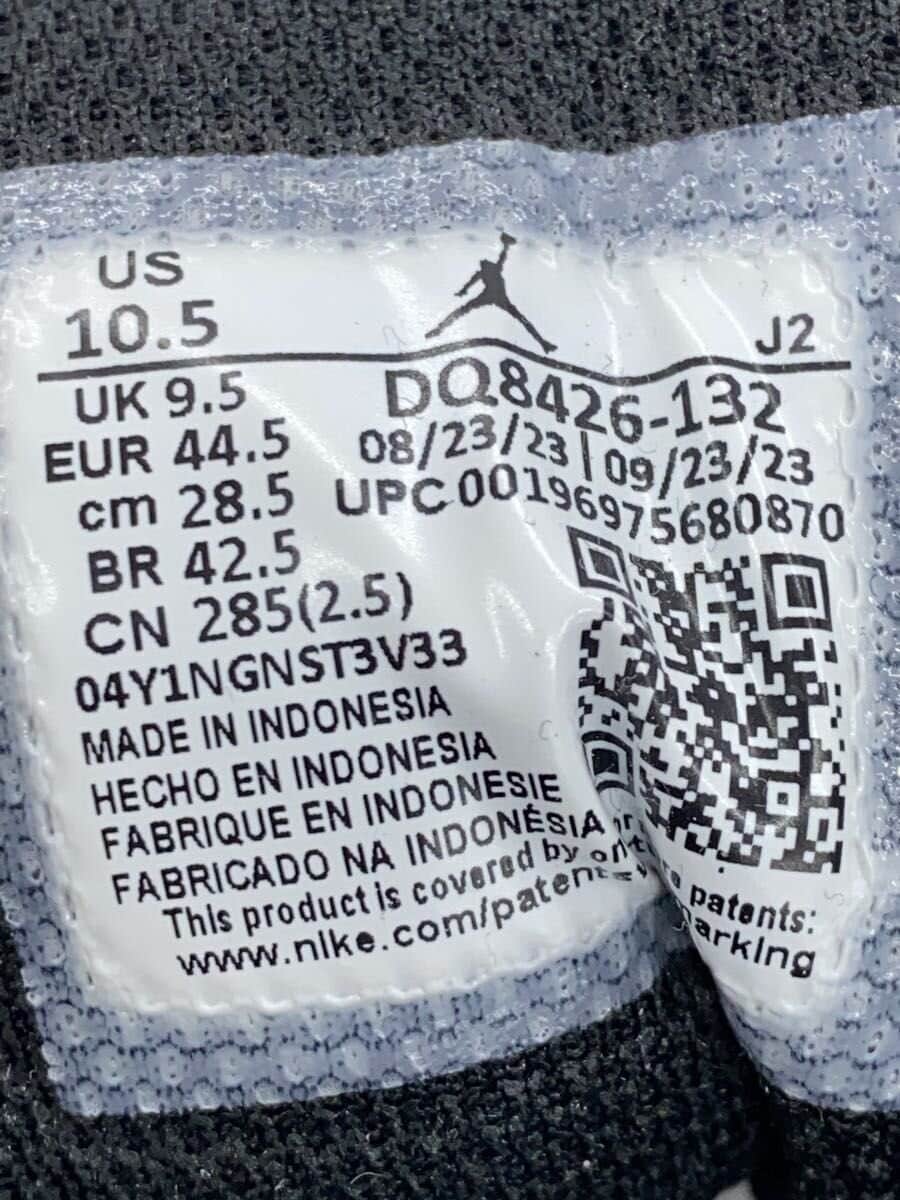 US
10.5
J2
UK 9.5
EUR 44.5
cm 28.5
BR 42.5
CN 285(2.5)
DQ8426-132
08/23/23 | 09/23/23
UPC 00196975680870
04Y1NGNST3V33
MADE IN INDONESIA
HECHO EN INDONESIA
FABRIQUE EN INDONESIE
FABRICADO NA INDONÉSIA
This product is covered by patents:
www.nike.com/patent marking